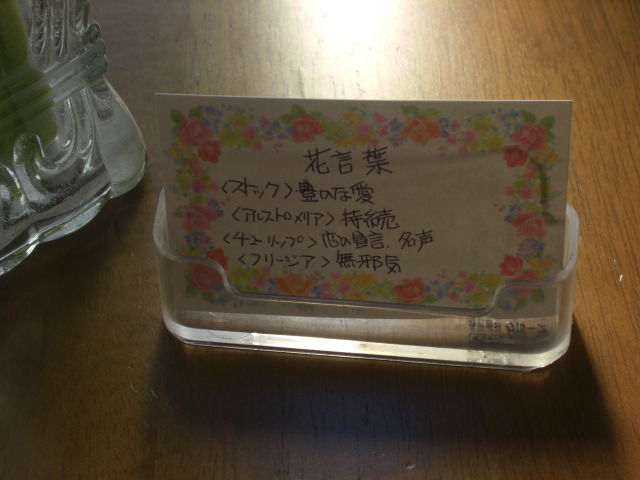 花言葉
〈ストック〉豊かな愛
〈アルストロメリア〉持続
〈チューリップ〉恋の宣言、名声
〈フリージア〉無邪気